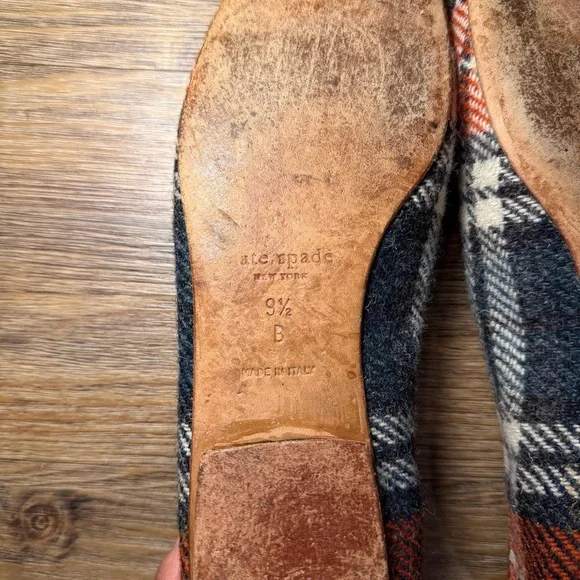 ate spade
NEW YORK
9½
B
MADE IN ITALY